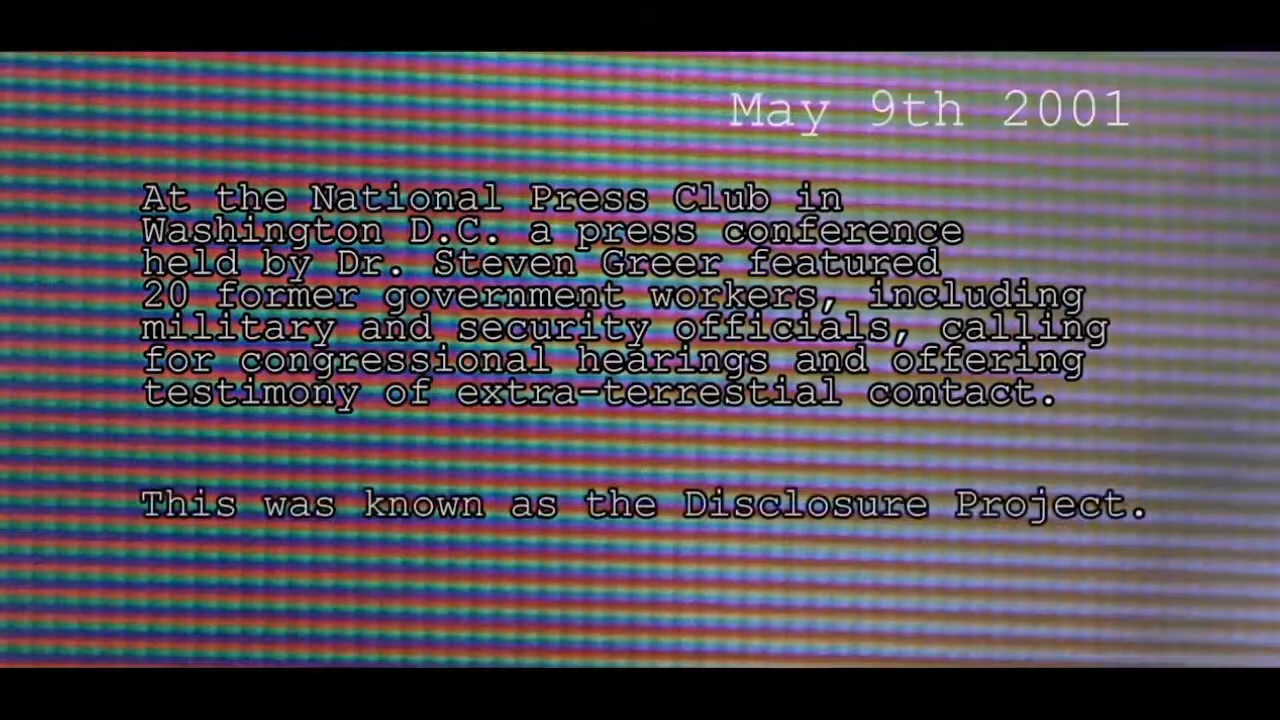 May 9th 2001
At the National Press Club in
Washington D.C. a press conference
held by Dr. Steven Greer featured
20 former government workers, including
military and security officials, calling
for congressional hearings and offering
testimony of extra-terrestial contact.
This was known as the Disclosure Project.